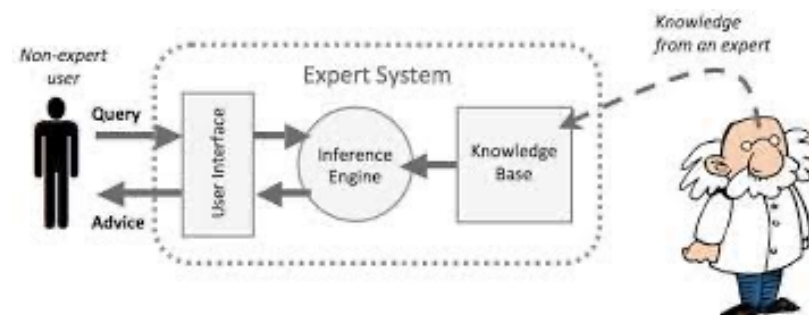 Non-expert
user
Query
Advice
Expert System
User Interface
Inference
Engine
Knowledge
Base
Knowledge
from an expert